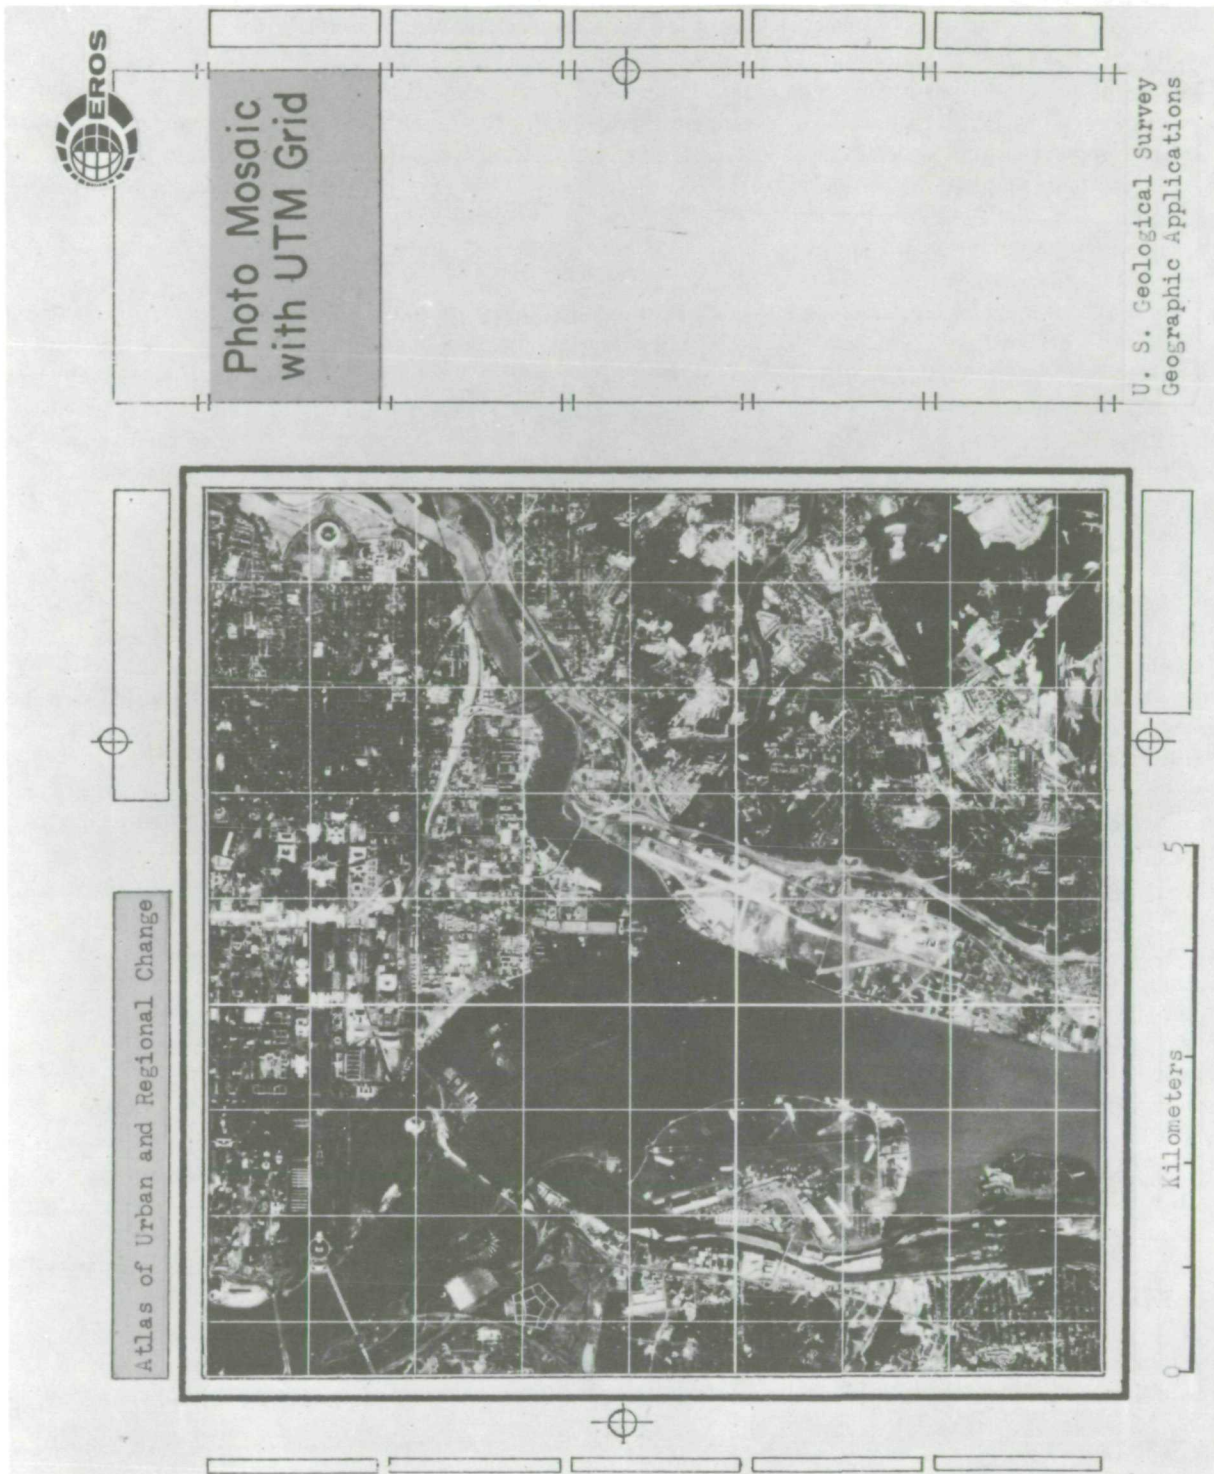 Atlas of Urban and Regional Change
EROS
Photo Mosaic
with UTM Grid
0
Kilometers
5
U. S. Geological Survey
Geographic Applications